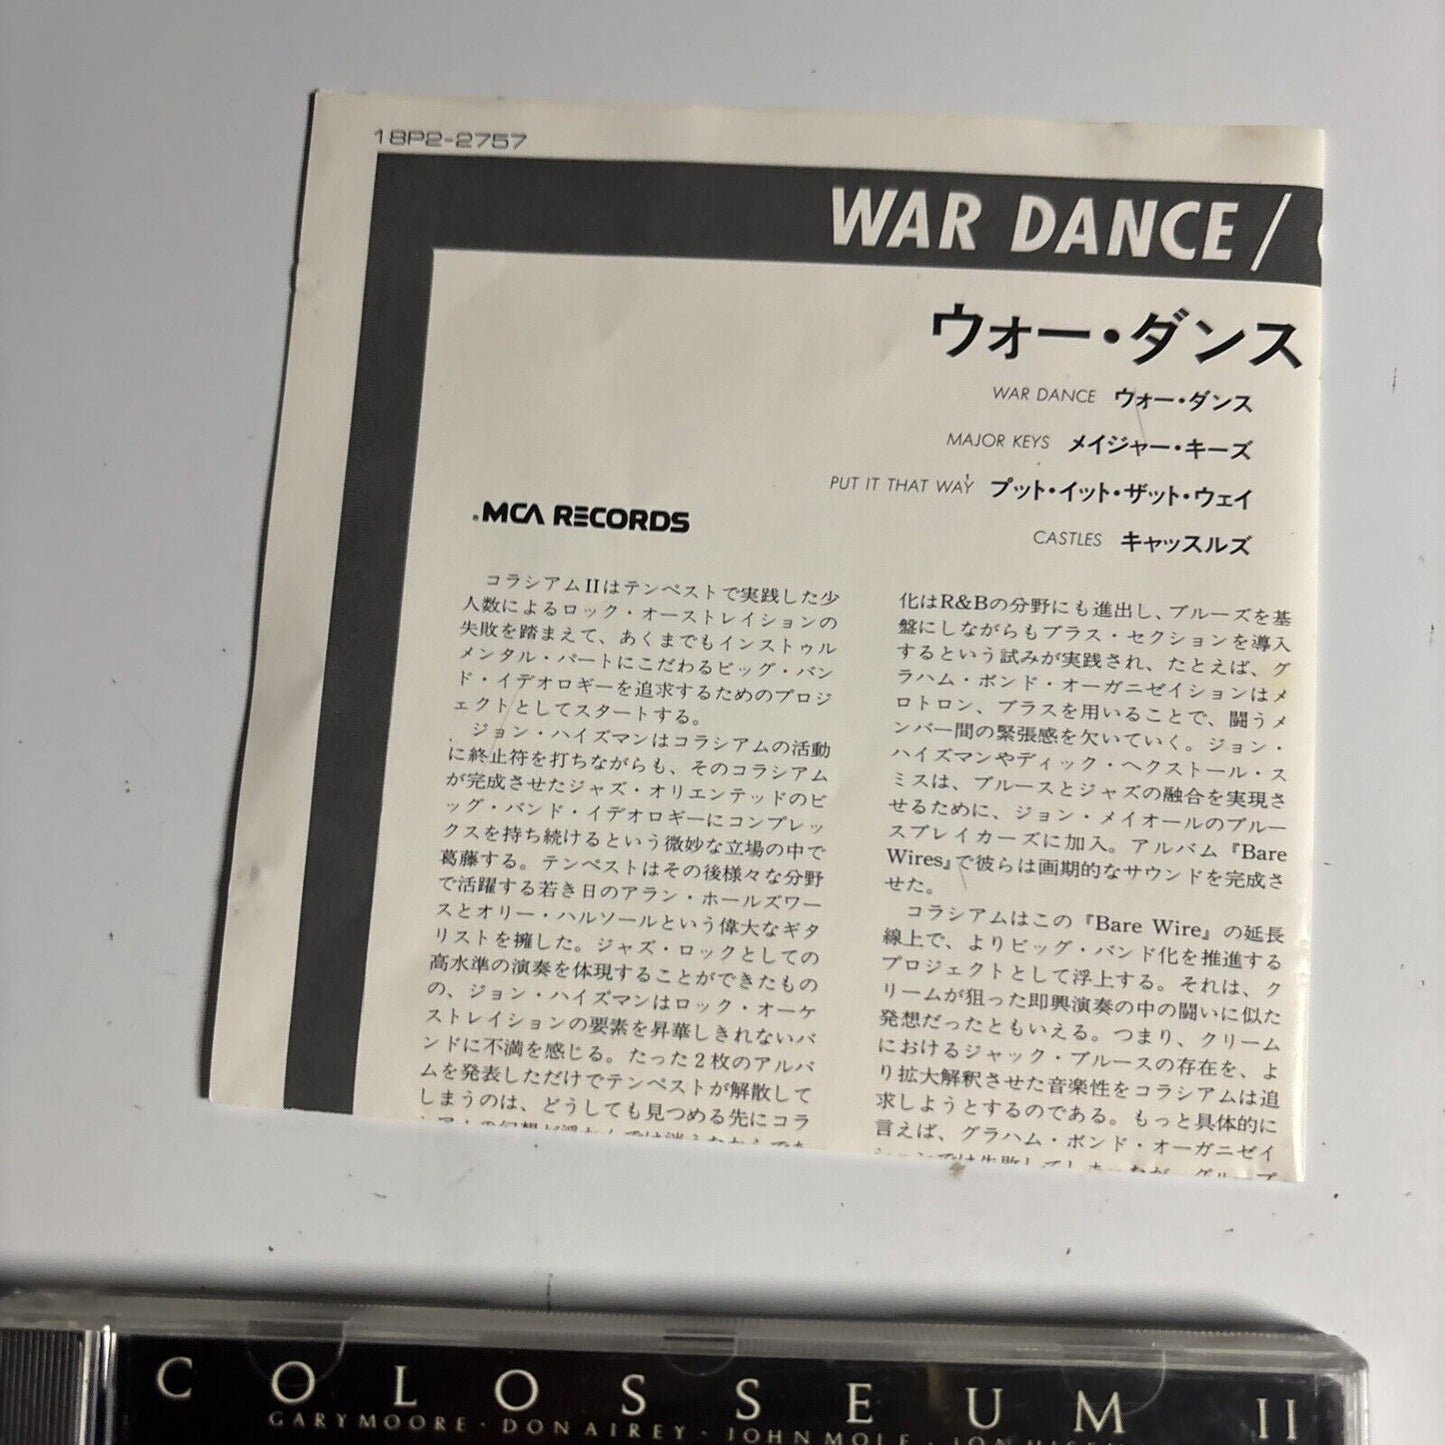 18P2-2757
WAR DANCE/
ウォー・ダンス
WAR DANCE ウォー・ダンス
MAJOR KEYS メイジャー・キーズ
PUT IT THAT WAY プット・イット・ザット・ウェイ
CASTLES キャッスルズ
MCA RECORDS
コラシアムIIはテンペストで実践した少
人数によるロック・オーストレイションの
失敗を踏まえて、あくまでもインストゥル
メンタル・パートにこだわるビッグ・バン
ド・イデオロギーを追求するためのプロジ
ェクトとしてスタートする。
ジョン・ハイズマンはコラシアムの活動
に終止符を打ちながらも、そのコラシアム
が完成させたジャズ・オリエンテッドのビ
ッグ・バンド・イデオロギーにコンプレッ
クスを持ち続けるという微妙な立場の中で
葛藤する。テンペストはその後様々な分野
で活躍する若き日のアラン・ホールズワー
スとオリー・ハルソールという偉大なギタ
リストを擁した。ジャズ・ロックとしての
高水準の演奏を体現することができたもの
の、ジョン・ハイズマンはロック・オーケ
ストレイションの要素を昇華しきれないバ
ンドに不満を感じる。たった2枚のアルバ
ムを発表しただけでテンペストが解散して
しまうのは、どうしても見つめる先にコラ
化はR&Bの分野にも進出し、ブルーズを基
盤にしながらもブラス・セクションを導入
するという試みが実践され、たとえば、グ
ラハム・ボンド・オーガニゼイションはメ
ロトロン、ブラスを用いることで、闘うメ
ンバー間の緊張感を欠いていく。ジョン・
ハイズマンやディック・ヘクストール・ス
ミスは、ブルースとジャズの融合を実現さ
せるために、ジョン・メイオールのブルー
スブレイカーズに加入。アルバム『Bare
Wires』で彼らは画期的なサウンドを完成さ
せた。
コラシアムはこの『Bare Wire』の延長
線上で、よりビッグ・バンド化を推進する
プロジェクトとして浮上する。それは、ク
リームが狙った即興演奏の中の闘いに似た
発想だったともいえる。つまり、クリーム
におけるジャック・ブルースの存在を、よ
り拡大解釈させた音楽性をコラシアムは追
求しようとするのである。もっと具体的に
言えば、グラハム・ボンド・オーガニゼイ
COLOSSEUM II
GARY MOORE · DON AIREY · JOHN MOLE ·